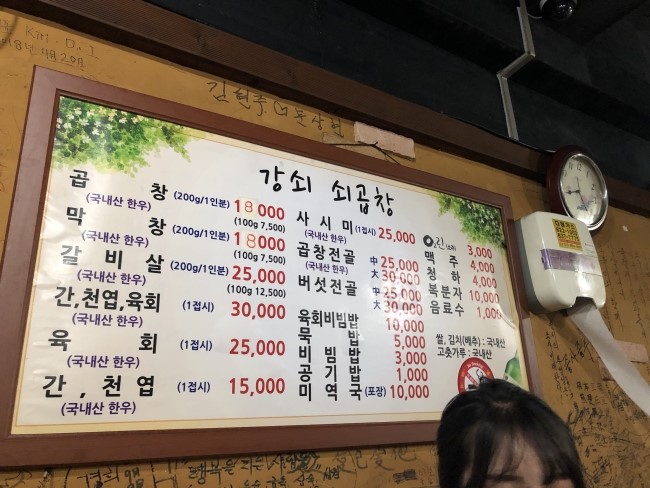 KIM . D . J
김현주 ♡ 문상현
강쇠 쇠곱창
곱 창 (200g/1인분) 18000
(국내산 한우) (100g 7,500)
막 창 (200g/1인분) 18000
(국내산 한우) (100g 7,500)
갈 비 살 (200g/1인분) 25,000
(국내산 한우) (100g 12,500)
간,천엽,육회 (1접시) 30,000
(국내산 한우)
육 회 (1접시) 25,000
(국내산 한우)
간 , 천 엽 (1접시) 15,000
(국내산 한우)
사 시 미 (1접시) 25,000
(국내산 한우)
곱창전골 中 25,000
(국내산 한우) 大 30,000
버섯전골 中 25,000
大 30,000
육회비빔밥 10,000
묵 밥 5,000
비 빔 밥 3,000
공 기 밥 1,000
미 역 국 (포장) 10,000
3,000
맥 주 4,000
청 하 4,000
복분자 10,000
음료수 1,000
쌀, 김치(배추) : 국내산
고춧가루 : 국내산